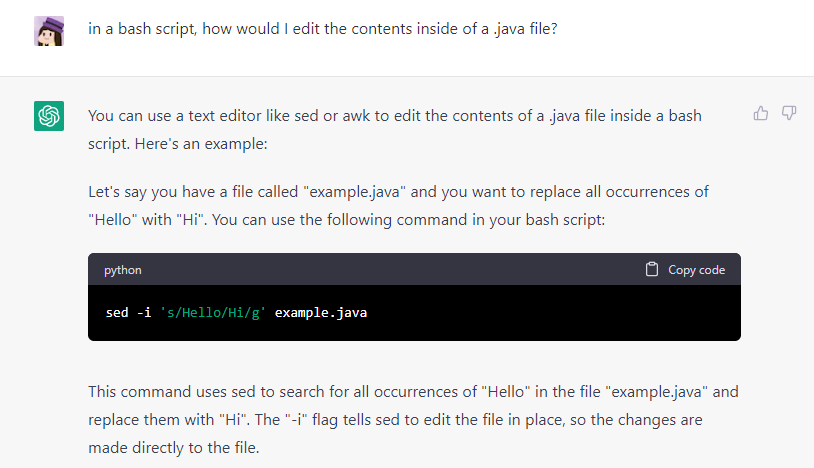 in a bash script, how would I edit the contents inside of a .java file?
You can use a text editor like sed or awk to edit the contents of a .java file inside a bash
script. Here's an example:
Let's say you have a file called "example.java" and you want to replace all occurrences of
"Hello" with "Hi". You can use the following command in your bash script:
python Copy code
sed -i 's/Hello/Hi/g' example.java
This command uses sed to search for all occurrences of "Hello" in the file "example.java" and
replace them with "Hi". The "-i" flag tells sed to edit the file in place, so the changes are
made directly to the file.